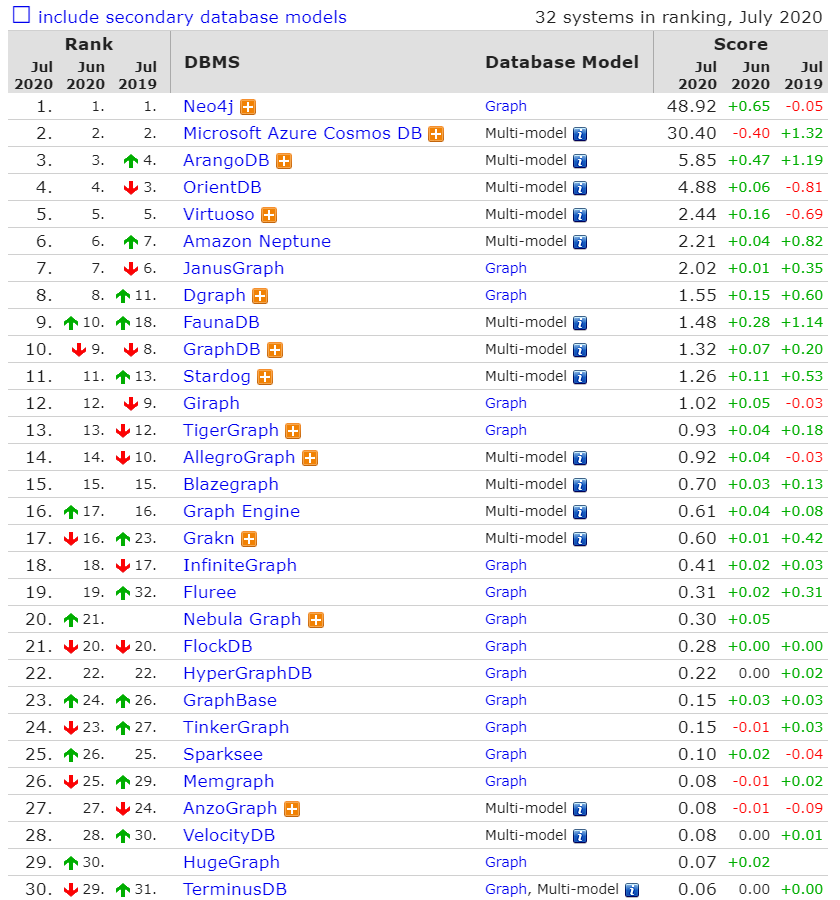 include secondary database models 32 systems in ranking, July 2020
Rank DBMS Database Model Score
Jul Jun Jul Jul Jun Jul
2020 2020 2019 2020 2020 2019
1. 1. 1. Neo4j Graph 48.92 +0.65 -0.05
2. 2. 2. Microsoft Azure Cosmos DB Multi-model 30.40 -0.40 +1.32
3. 3. 4. ArangoDB Multi-model 5.85 +0.47 +1.19
4. 4. 3. OrientDB Multi-model 4.88 +0.06 -0.81
5. 5. 5. Virtuoso Multi-model 2.44 +0.16 -0.69
6. 6. 7. Amazon Neptune Multi-model 2.21 +0.04 +0.82
7. 7. 6. JanusGraph Graph 2.02 +0.01 +0.35
8. 8. 11. Dgraph Graph 1.55 +0.15 +0.60
9. 10. 18. FaunaDB Multi-model 1.48 +0.28 +1.14
10. 9. 8. GraphDB Multi-model 1.32 +0.07 +0.20
11. 11. 13. Stardog Multi-model 1.26 +0.11 +0.53
12. 12. 9. Giraph Graph 1.02 +0.05 -0.03
13. 13. 12. TigerGraph Graph 0.93 +0.04 +0.18
14. 14. 10. AllegroGraph Multi-model 0.92 +0.04 -0.03
15. 15. 15. Blazegraph Multi-model 0.70 +0.03 +0.13
16. 17. 16. Graph Engine Multi-model 0.61 +0.04 +0.08
17. 16. 23. Grakn Multi-model 0.60 +0.01 +0.42
18. 18. 17. InfiniteGraph Graph 0.41 +0.02 +0.03
19. 19. 32. Fluree Graph 0.31 +0.02 +0.31
20. 21. Nebula Graph Graph 0.30 +0.05
21. 20. 20. FlockDB Graph 0.28 +0.00 +0.00
22. 22. 22. HyperGraphDB Graph 0.22 0.00 +0.02
23. 24. 26. GraphBase Graph 0.15 +0.03 +0.03
24. 23. 27. TinkerGraph Graph 0.15 -0.01 +0.03
25. 26. 25. Sparksee Graph 0.10 +0.02 -0.04
26. 25. 29. Memgraph Graph 0.08 -0.01 +0.02
27. 27. 24. AnzoGraph Multi-model 0.08 -0.01 -0.09
28. 28. 30. VelocityDB Multi-model 0.08 0.00 +0.01
29. 30. HugeGraph Graph 0.07 +0.02
30. 29. 31. TerminusDB Graph, Multi-model 0.06 0.00 +0.00